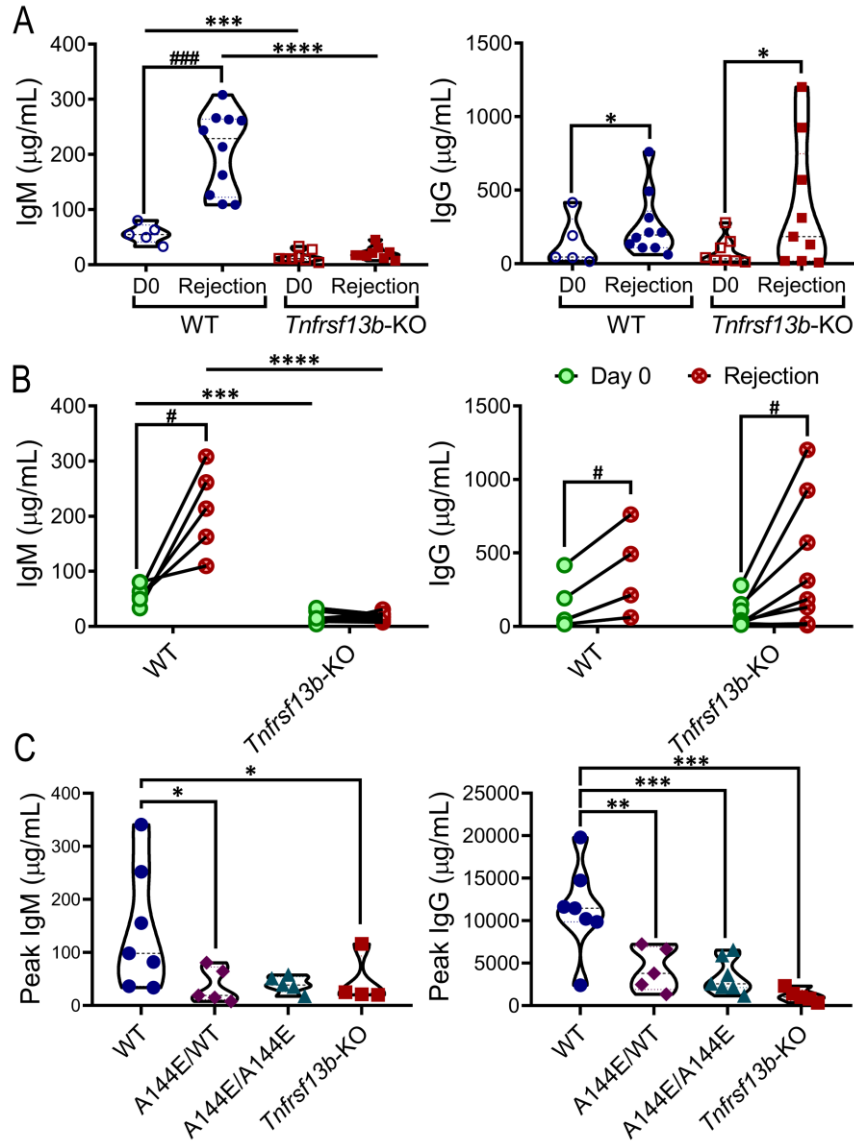 A
***
****
###
400
300
200
100
0
IgM (µg/mL)
D0 Rejection D0 Rejection
WT Tnfrsf13b-KO
*
*
1500
1000
500
0
IgG (µg/mL)
D0 Rejection D0 Rejection
WT Tnfrsf13b-KO
B
****
***
#
400
300
200
100
0
IgM (µg/mL)
WT
Tnfrsf13b-KO
Day 0 Rejection
#
#
1500
1000
500
0
IgG (µg/mL)
WT
Tnfrsf13b-KO
C
*
*
400
300
200
100
0
Peak IgM (µg/mL)
WT
A144E/WT
A144E/A144E
Tnfrsf13b-KO
***
***
**
25000
20000
15000
10000
5000
0
Peak IgG (µg/mL)
WT
A144E/WT
A144E/A144E
Tnfrsf13b-KO